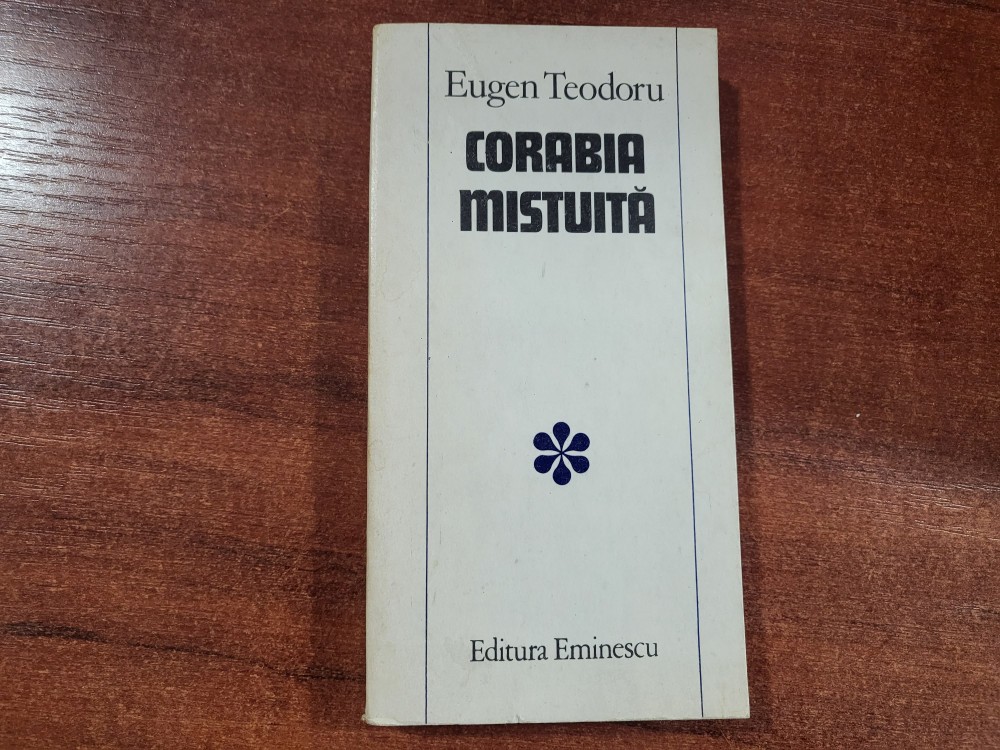 Eugen Teodoru
CORABIA
MISTUITĂ
Editura Eminescu